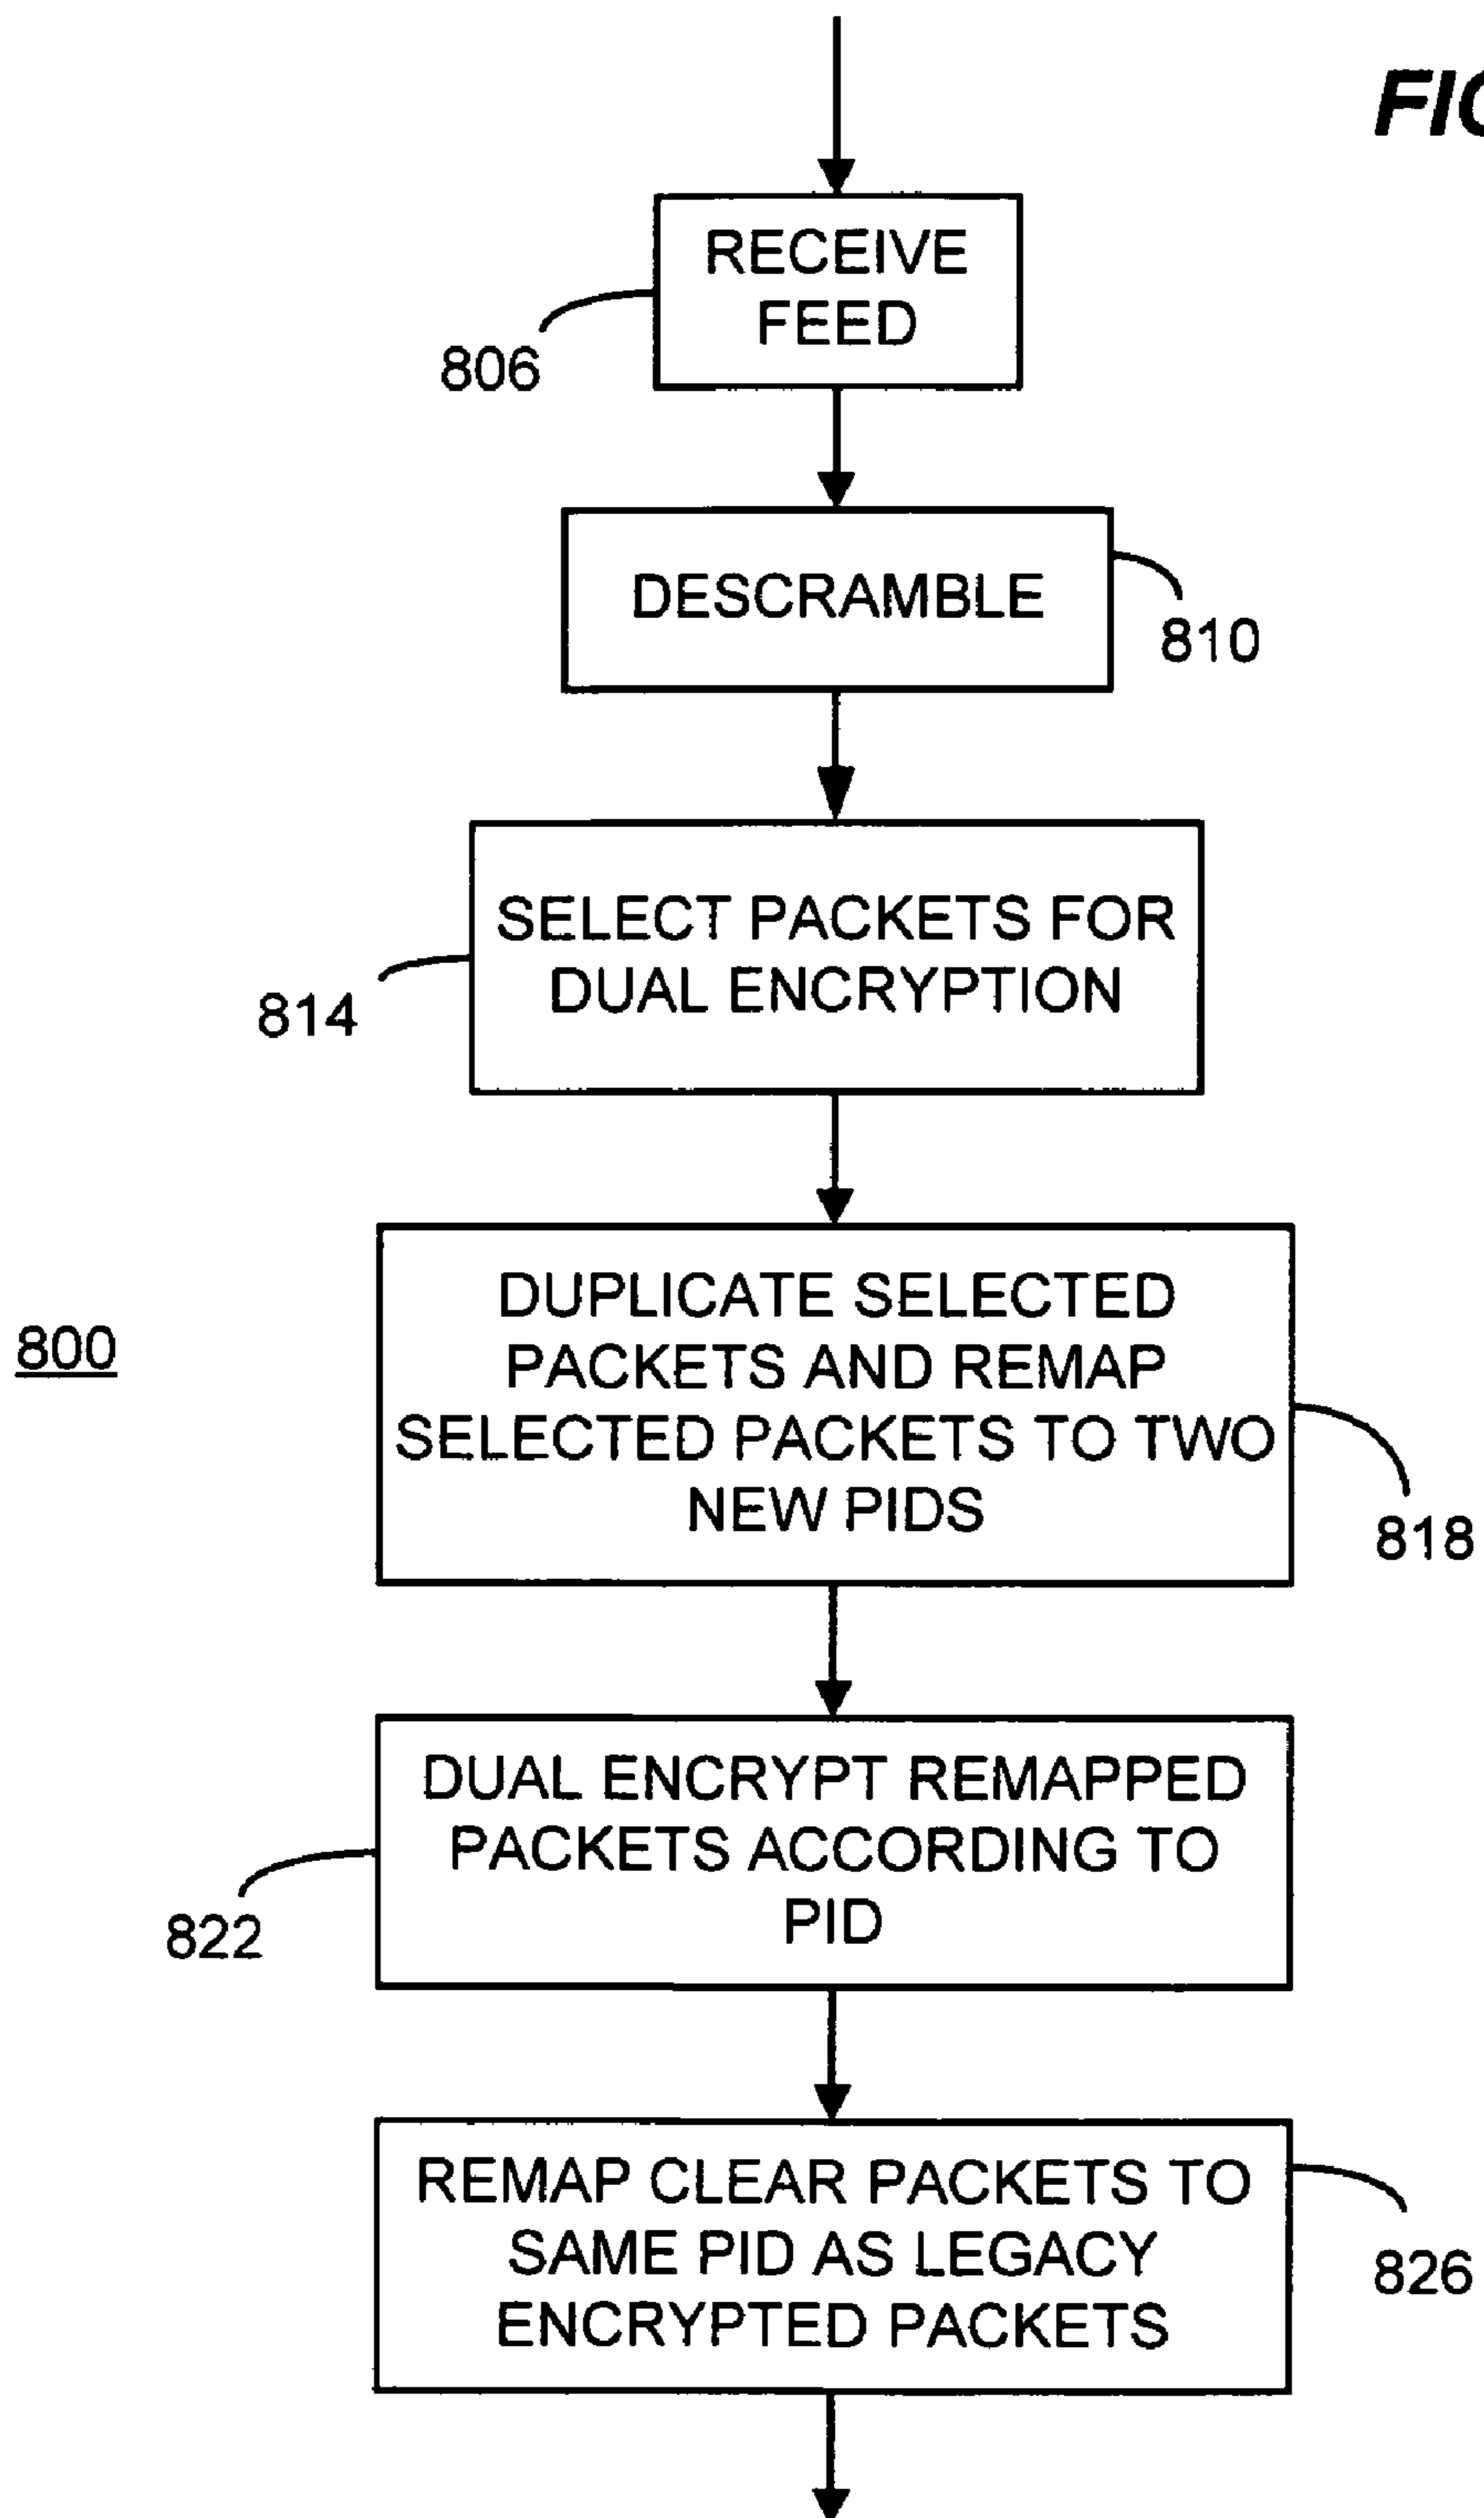 RECEIVE
FEED
806
DESCRAMBLE
810
SELECT PACKETS FOR
DUAL ENCRYPTION
814
DUPLICATE SELECTED
PACKETS AND REMAP
SELECTED PACKETS TO TWO
NEW PIDS
800
818
DUAL ENCRYPT REMAPPED
PACKETS ACCORDING TO
PID
822
REMAP CLEAR PACKETS TO
SAME PID AS LEGACY
ENCRYPTED PACKETS
826